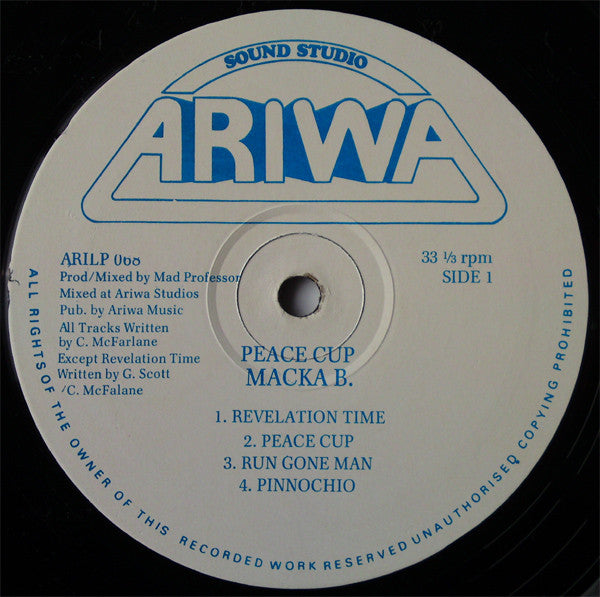 SOUND STUDIO
ARIWA
ARILP 068
Prod/Mixed by Mad Professor
Mixed at Ariwa Studios
Pub. by Ariwa Music
All Tracks Written
by C. McFarlane
Except Revelation Time
Written by G. Scott
/C. McFalane
33 ⅓ rpm
SIDE 1
PEACE CUP
MACKA B.
1. REVELATION TIME
2. PEACE CUP
3. RUN GONE MAN
4. PINNOCHIO
ALL RIGHTS OF THE OWNER OF THIS RECORDED WORK RESERVED UNAUTHORISED COPYING PROHIBITED